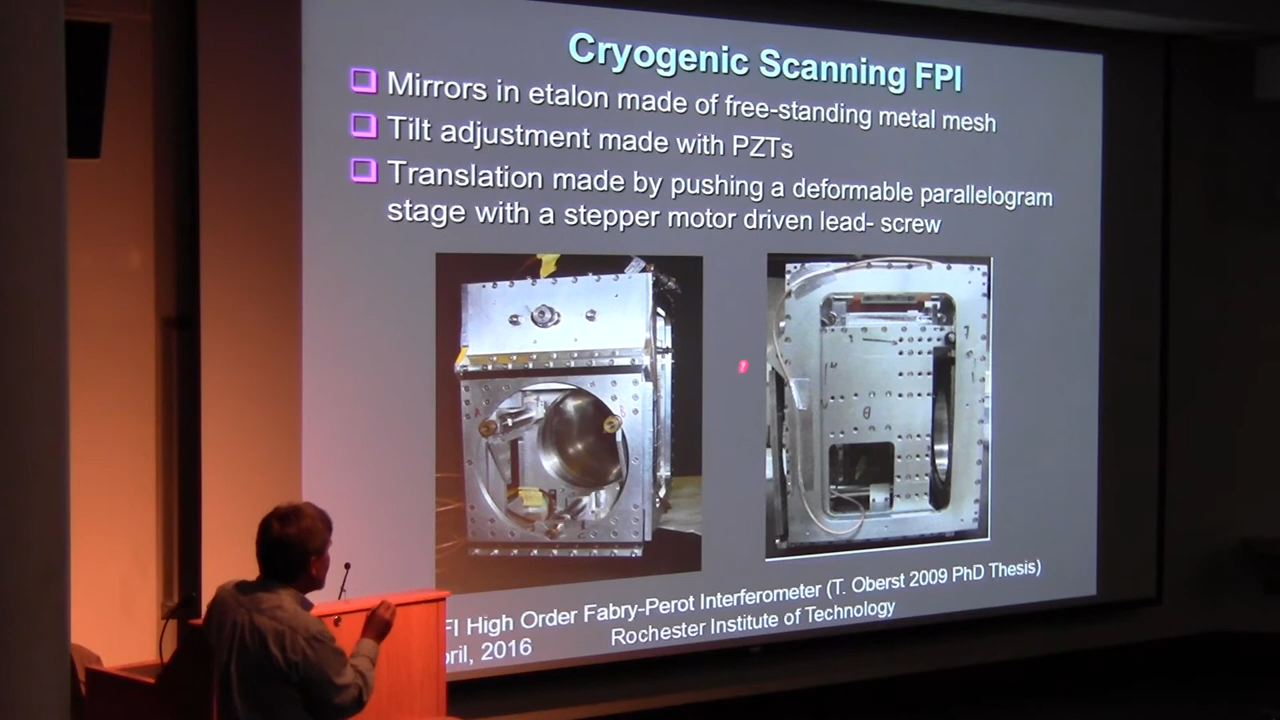 Cryogenic Scanning FPI
Mirrors in etalon made of free-standing metal mesh
Tilt adjustment made with PZTs
Translation made by pushing a deformable parallelogram
stage with a stepper motor driven lead- screw
High Order Fabry-Perot Interferometer (T. Oberst 2009 PhD Thesis)
Rochester Institute of Technology
2016